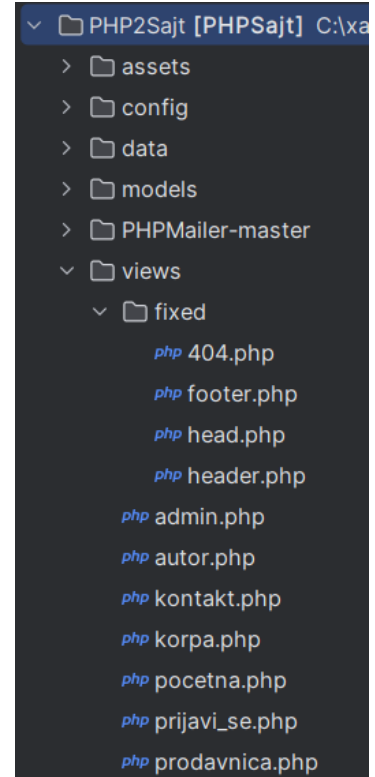 PHP2Sajt [PHPSajt] C:\xa
assets
config
data
models
PHPMailer-master
views
fixed
php 404.php
php footer.php
php head.php
php header.php
php admin.php
php autor.php
php kontakt.php
php korpa.php
php pocetna.php
php prijavi_se.php
php prodavnica.php